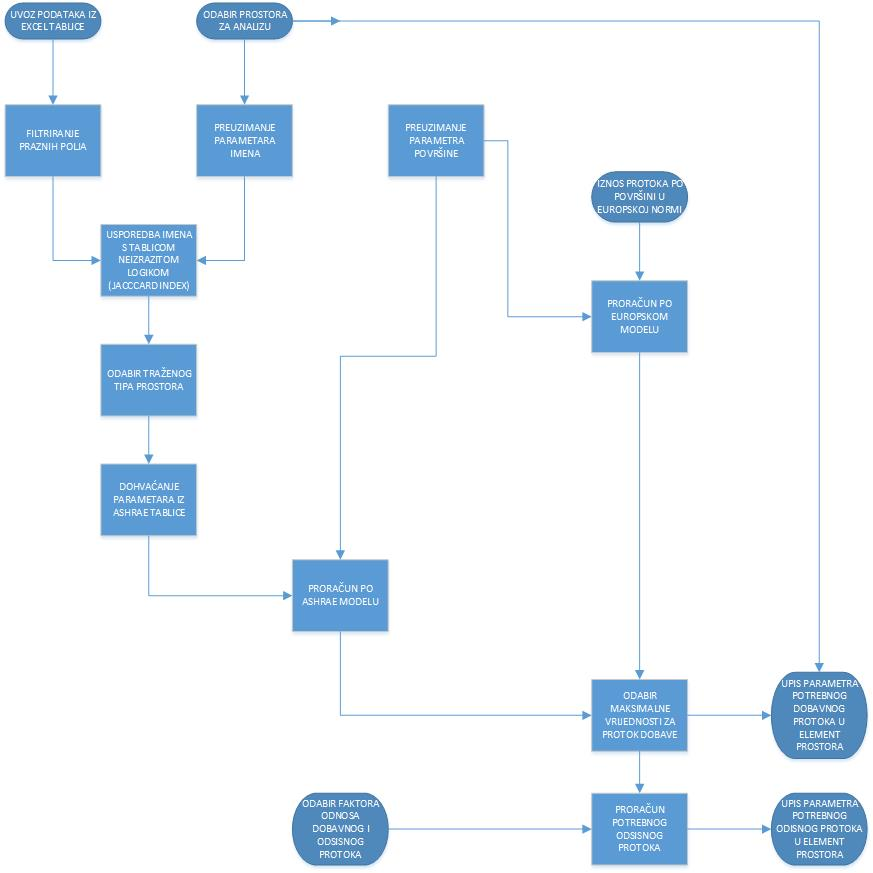 UVOZ PODATAKA IZ
EXCEL TABLICE
ODABIR PROSTORA
ZA ANALIZU
FILTRIRANJE
PRAZNIH POLJA
PREUZIMANJE
PARAMETARA
IMENA
PREUZIMANJE
PARAMETRA
POVRŠINE
IZNOS PROTOKA PO
POVRŠINI U
EUROPSKOJ NORMI
USPOREDBA IMENA
S TABLICOM
NEIZRAZITOM
LOGIKOM
(JACCCARD INDEX)
PRORAČUN PO
EUROPSKOM
MODELU
ODABIR TRAŽENOG
TIPA PROSTORA
DOHVAČANJE
PARAMETARA IZ
ASHRAE TABLICE
PRORAČUN PO
ASHRAE MODELU
ODABIR
MAKSIMALNE
VRIJEDNOSTI ZA
PROTOK DOBAVE
UPIS PARAMETRA
POTREBNOG
DOBAVNOG
PROTOKA U
ELEMENT
PROSTORA
ODABIR FAKTORA
ODNOSA
DOBAVNOG I
ODSISNOG
PROTOKA
PRORAČUN
POTREBNOG
ODSISNOG
PROTOKA
UPIS PARAMETRA
POTREBNOG
ODISNOG PROTOKA
U ELEMENT
PROSTORA